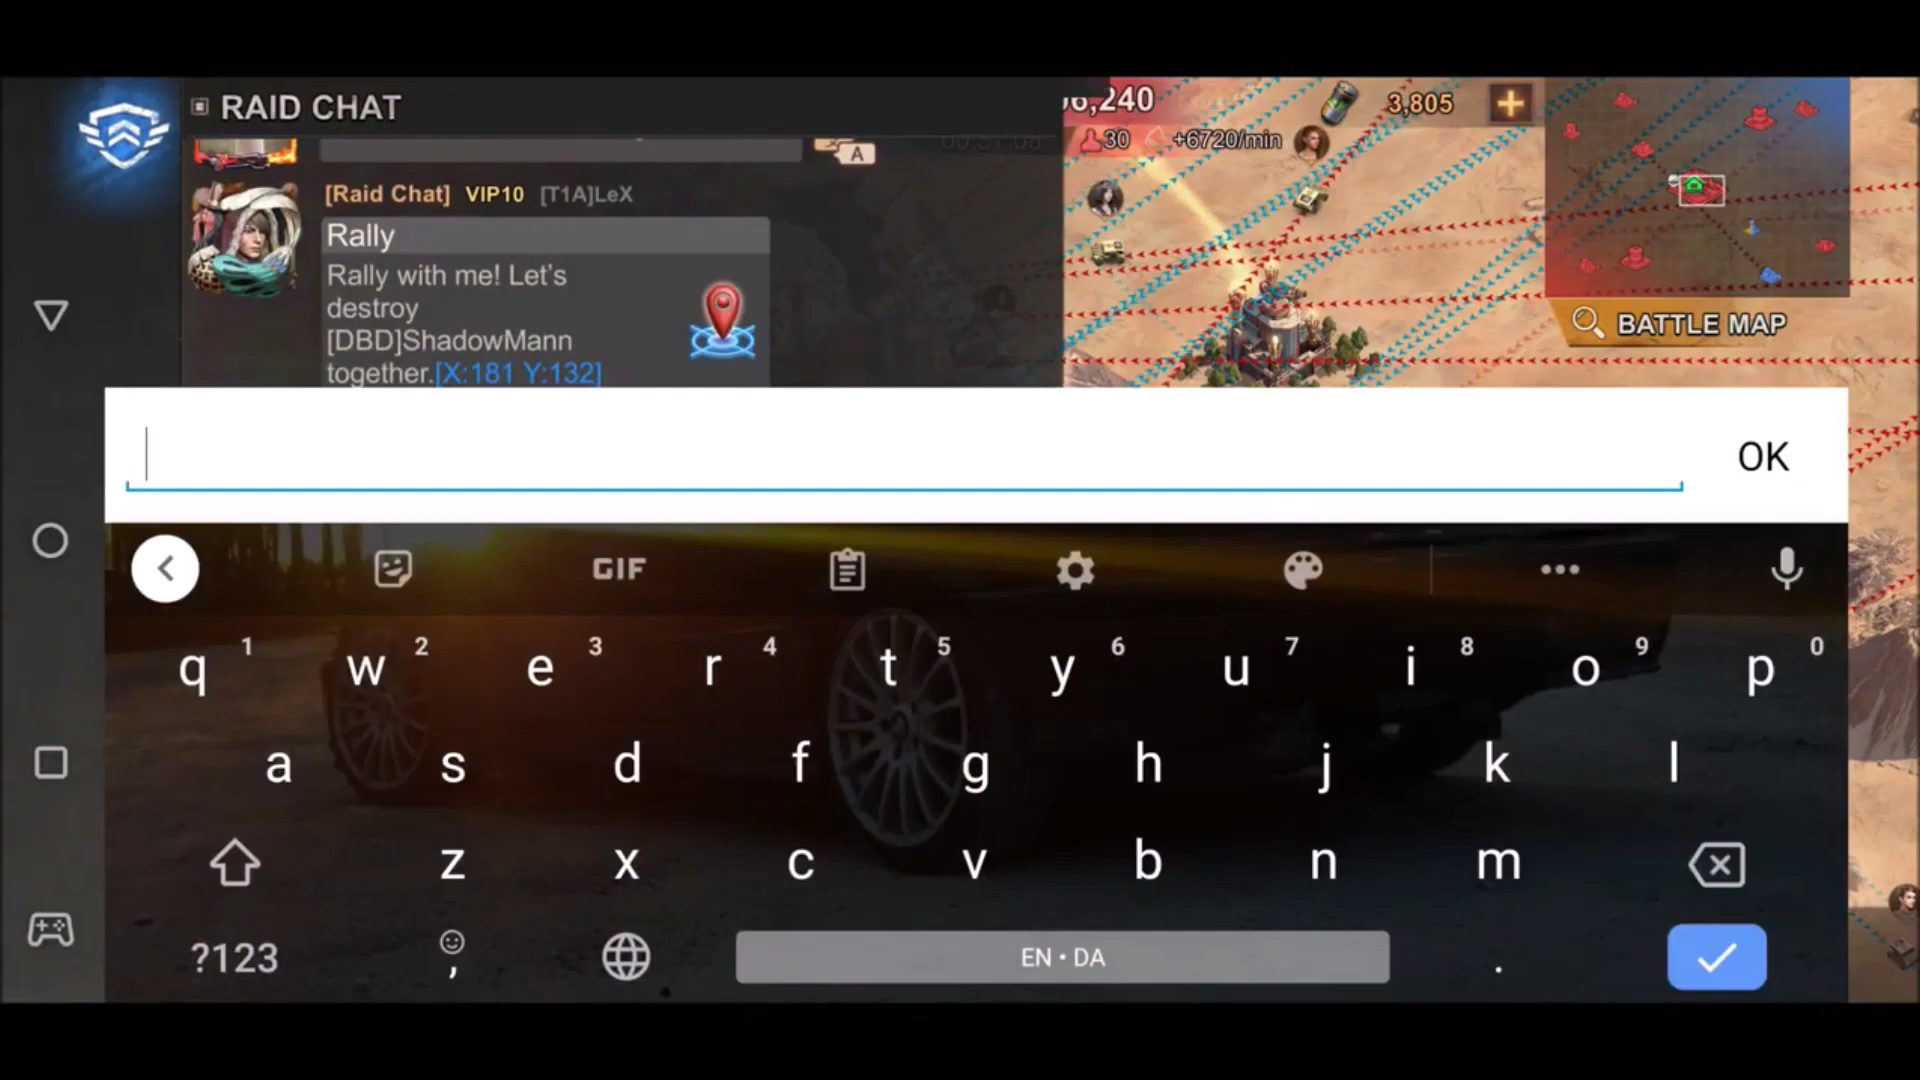 RAID CHAT
A
[Raid Chat] VIP10 [T1A]LeX
Rally
Rally with me! Let's
destroy
[DBD]ShadowMann
together.[X:181 Y:132]
6,240
3,805
30
+6720/min
BATTLE MAP
OK
GIF
q 1 w 2 e 3 r 4 t 5 y 6 u 7 i 8 o 9 p 0
a s d f g h j k l
z x c v b n m
?123 , EN • DA .